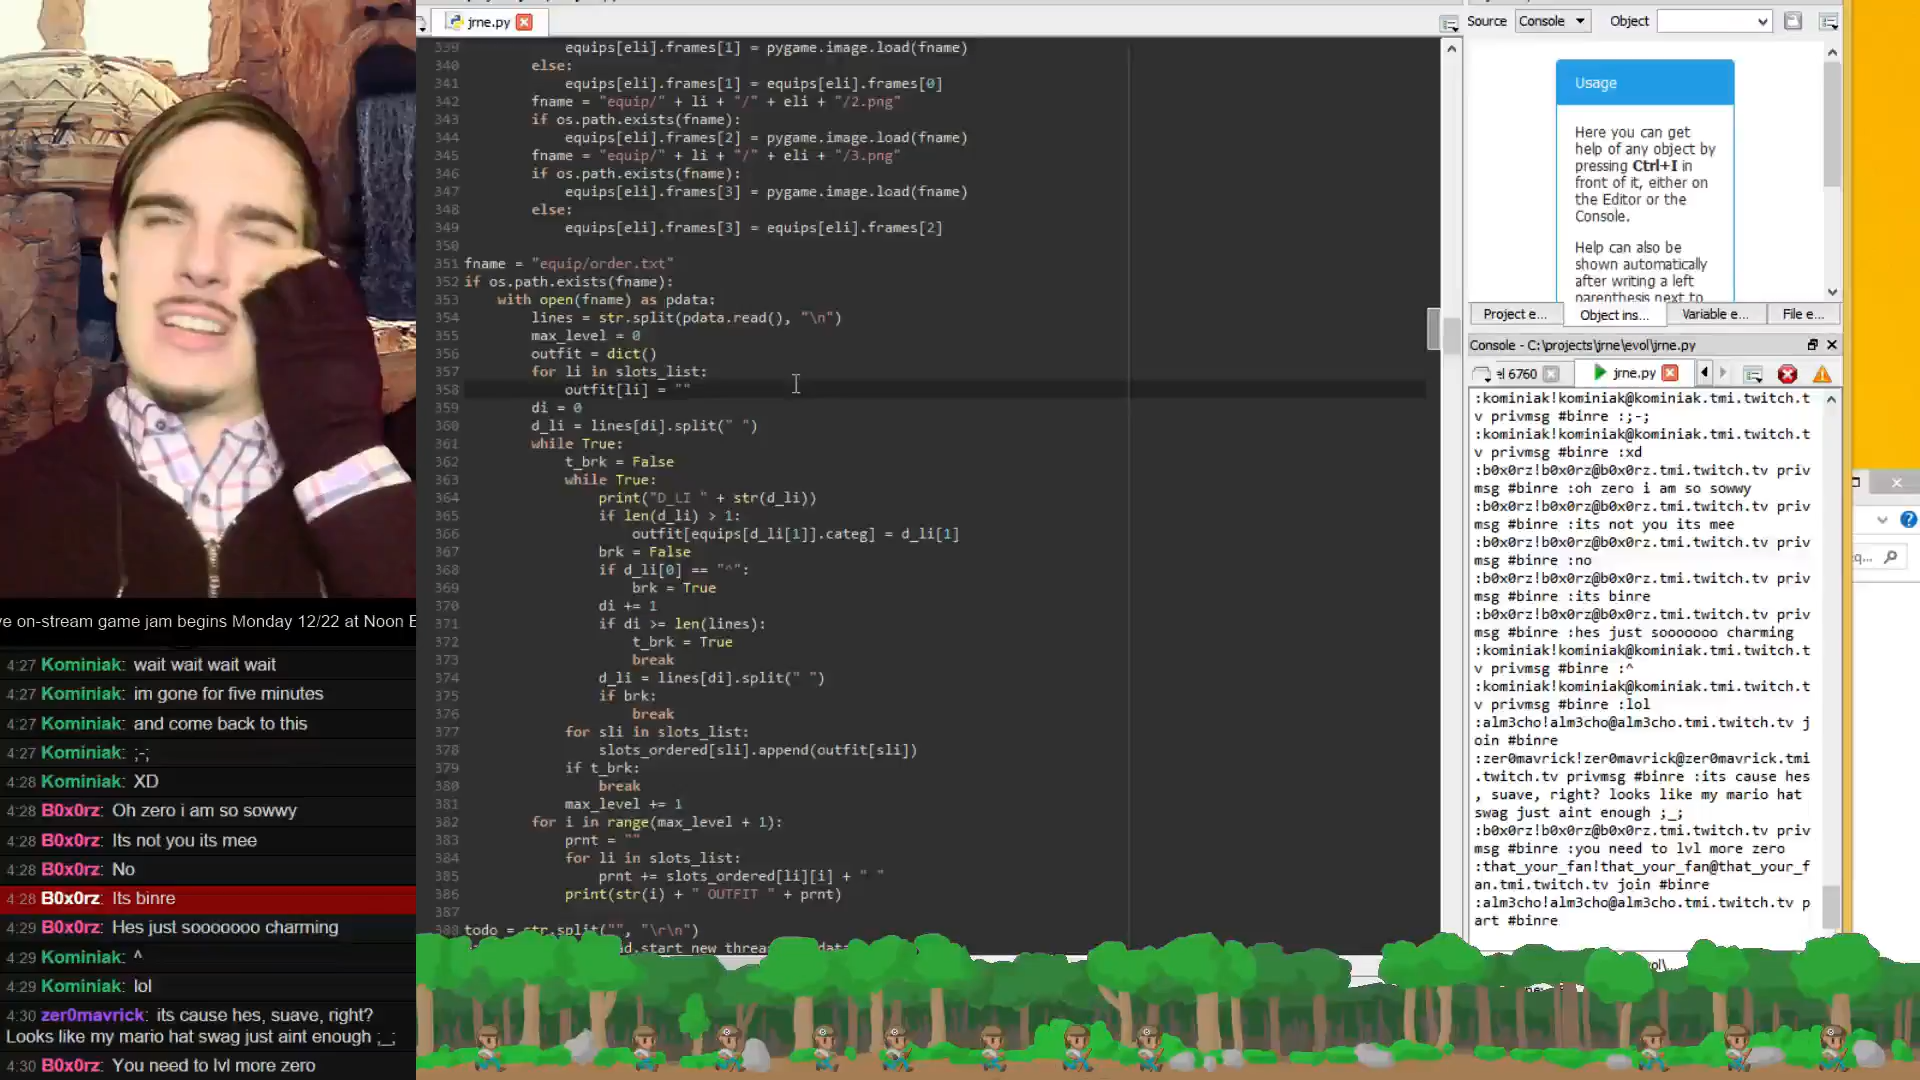 ve on-stream game jam begins Monday 12/22 at Noon E
4:27 Kominiak: wait wait wait wait
4:27 Kominiak: im gone for five minutes
4:27 Kominiak: and come back to this
4:27 Kominiak: ;-;
4:28 Kominiak: XD
4:28 B0x0rz: Oh zero i am so sowwy
4:28 B0x0rz: Its not you its mee
4:28 B0x0rz: No
4:28 B0x0rz: Its binre
4:29 B0x0rz: Hes just sooooooo charming
4:29 Kominiak: ^
4:29 Kominiak: lol
4:30 zer0mavrick: its cause hes, suave, right?
Looks like my mario hat swag just aint enough ;_;
4:30 B0x0rz: You need to lvl more zero
jrne.py
339 equips[eli].frames[1] = pygame.image.load(fname)
340 else:
341 equips[eli].frames[1] = equips[eli].frames[0]
342 fname = "equip/" + li + "/" + eli + "/2.png"
343 if os.path.exists(fname):
344 equips[eli].frames[2] = pygame.image.load(fname)
345 fname = "equip/" + li + "/" + eli + "/3.png"
346 if os.path.exists(fname):
347 equips[eli].frames[3] = pygame.image.load(fname)
348 else:
349 equips[eli].frames[3] = equips[eli].frames[2]
350
351 fname = "equip/order.txt"
352 if os.path.exists(fname):
353 with open(fname) as pdata:
354 lines = str.split(pdata.read(), "\n")
355 max_level = 0
356 outfit = dict()
357 for li in slots_list:
358 outfit[li] = ""
359 di = 0
360 d_li = lines[di].split(" ")
361 while True:
362 t_brk = False
363 while True:
364 print("D_LI " + str(d_li))
365 if len(d_li) > 1:
366 outfit[equips[d_li[1]].categ] = d_li[1]
367 brk = False
368 if d_li[0] == "^":
369 brk = True
370 di += 1
371 if di >= len(lines):
372 t_brk = True
373 break
374 d_li = lines[di].split(" ")
375 if brk:
376 break
377 for sli in slots_list:
378 slots_ordered[sli].append(outfit[sli])
379 if t_brk:
380 break
381 max_level += 1
382 for i in range(max_level + 1):
383 prnt = ""
384 for li in slots_list:
385 prnt += slots_ordered[li][i] + " "
386 print(str(i) + " OUTFIT " + prnt)
387
388 todo = str.split("", "\r\n")
Source Console Object
Usage
Here you can get
help of any object by
pressing Ctrl+I in
front of it, either on
the Editor or the
Console.
Help can also be
shown automatically
after writing a left
parenthesis next to
Project e... Object ins... Variable e... File e...
Console - C:\projects\jrne\evol\jrne.py
el 6760 jrne.py
:kominiak!kominiak@kominiak.tmi.twitch.t
v privmsg #binre :;-;
:kominiak!kominiak@kominiak.tmi.twitch.t
v privmsg #binre :xd
:b0x0rz!b0x0rz@b0x0rz.tmi.twitch.tv priv
msg #binre :oh zero i am so sowwy
:b0x0rz!b0x0rz@b0x0rz.tmi.twitch.tv priv
msg #binre :its not you its mee
:b0x0rz!b0x0rz@b0x0rz.tmi.twitch.tv priv
msg #binre :no
:b0x0rz!b0x0rz@b0x0rz.tmi.twitch.tv priv
msg #binre :its binre
:b0x0rz!b0x0rz@b0x0rz.tmi.twitch.tv priv
msg #binre :hes just sooooooo charming
:kominiak!kominiak@kominiak.tmi.twitch.t
v privmsg #binre :^
:kominiak!kominiak@kominiak.tmi.twitch.t
v privmsg #binre :lol
:alm3cho!alm3cho@alm3cho.tmi.twitch.tv j
oin #binre
:zer0mavrick!zer0mavrick@zer0mavrick.tmi
.twitch.tv privmsg #binre :its cause hes
, suave, right? looks like my mario hat
swag just aint enough ;_;
:b0x0rz!b0x0rz@b0x0rz.tmi.twitch.tv priv
msg #binre :you need to lvl more zero
:that_your_fan!that_your_fan@that_your_f
an.tmi.twitch.tv join #binre
:alm3cho!alm3cho@alm3cho.tmi.twitch.tv p
art #binre